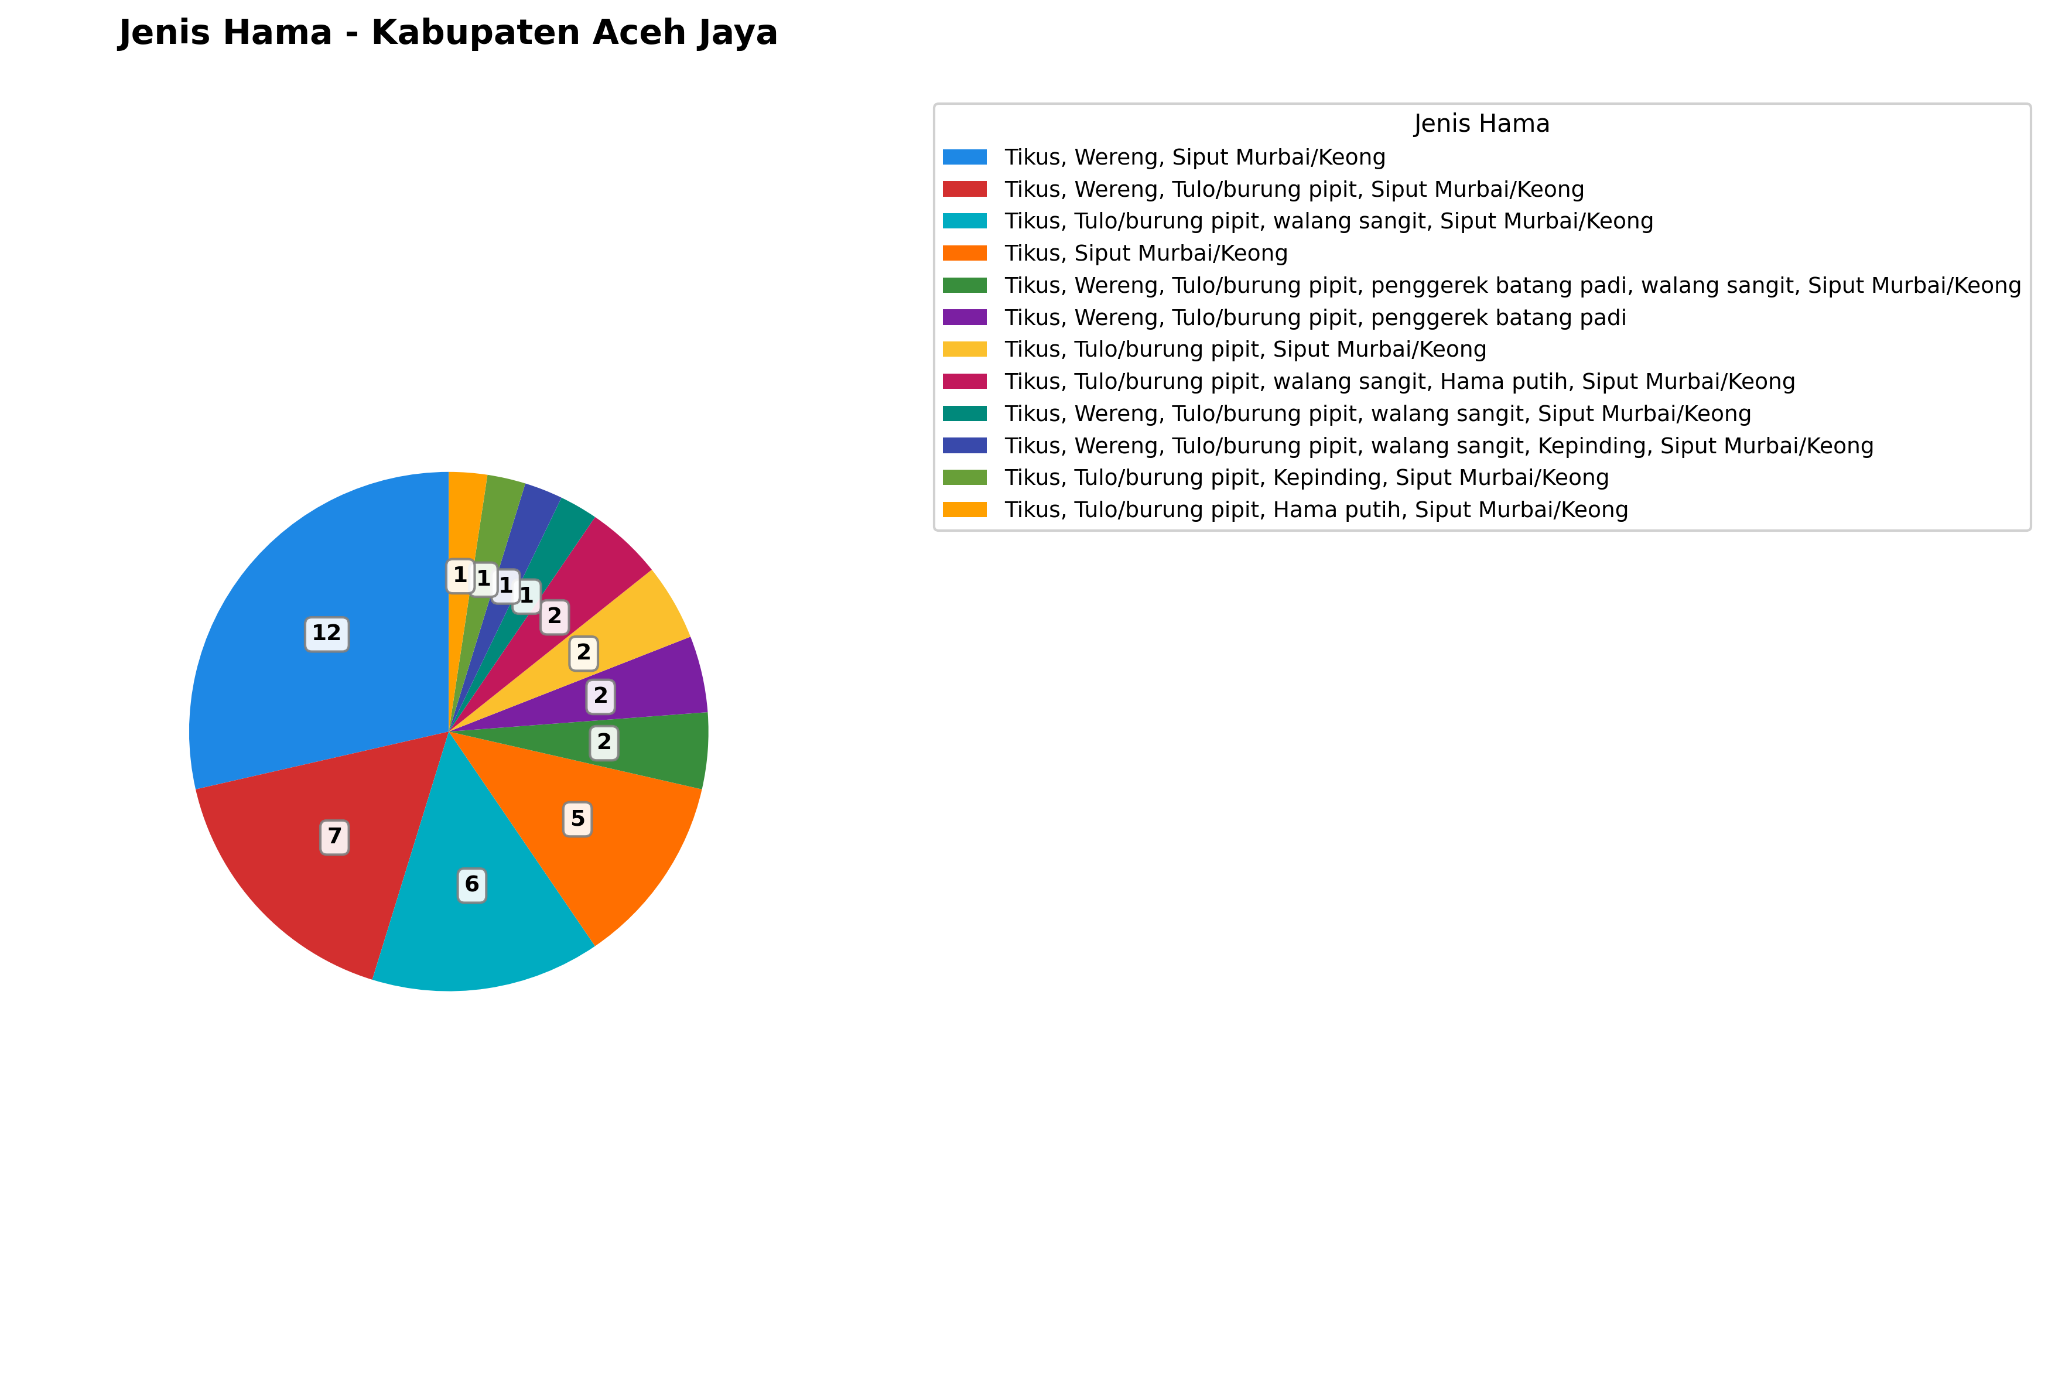 Jenis Hama - Kabupaten Aceh Jaya
Jenis Hama
Tikus, Wereng, Siput Murbai/Keong
Tikus, Wereng, Tulo/burung pipit, Siput Murbai/Keong
Tikus, Tulo/burung pipit, walang sangit, Siput Murbai/Keong
Tikus, Siput Murbai/Keong
Tikus, Wereng, Tulo/burung pipit, penggerek batang padi, walang sangit, Siput Murbai/Keong
Tikus, Wereng, Tulo/burung pipit, penggerek batang padi
Tikus, Tulo/burung pipit, Siput Murbai/Keong
Tikus, Tulo/burung pipit, walang sangit, Hama putih, Siput Murbai/Keong
Tikus, Wereng, Tulo/burung pipit, walang sangit, Siput Murbai/Keong
Tikus, Wereng, Tulo/burung pipit, walang sangit, Kepinding, Siput Murbai/Keong
Tikus, Tulo/burung pipit, Kepinding, Siput Murbai/Keong
Tikus, Tulo/burung pipit, Hama putih, Siput Murbai/Keong
12
7
6
5
2
2
2
2
1
1
1
1